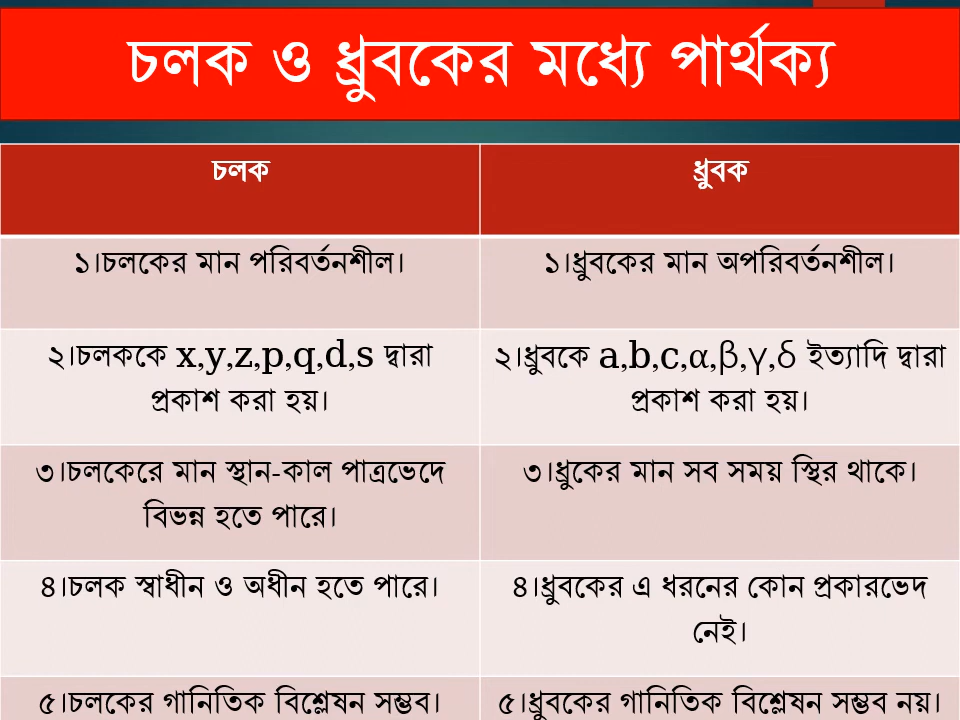 চলক ও ধ্রুবকের মধ্যে পার্থক্য
চলক
ধ্রুবক
১।চলকের মান পরিবর্তনশীল।
১।ধ্রুবকের মান অপরিবর্তনশীল।
২।চলককে x,y,z,p,q,d,s দ্বারা
প্রকাশ করা হয়।
২।ধ্রুবকে a,b,c,α,β,γ,δ ইত্যাদি দ্বারা
প্রকাশ করা হয়।
৩।চলকেরে মান স্থান-কাল পাত্রভেদে
বিভন্ন হতে পারে।
৩।ধ্রুকের মান সব সময় স্থির থাকে।
৪।চলক স্বাধীন ও অধীন হতে পারে।
৪।ধ্রুবকের এ ধরনের কোন প্রকারভেদ
নেই।
৫।চলকের গানিতিক বিশ্লেষন সম্ভব।
৫।ধ্রুবকের গানিতিক বিশ্লেষন সম্ভব নয়।